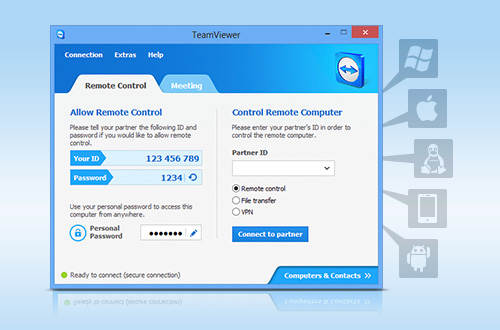 TeamViewer
Connection Extras Help
Remote Control
Meeting
Allow Remote Control
Please tell your partner the following ID and
password if you would like to allow remote
control.
Your ID 123 456 789
Password 1234
Use your personal password to access this
computer from anywhere.
Personal
Password
Control Remote Computer
Please enter your partner's ID in order to
control the remote computer.
Partner ID
Remote control
File transfer
VPN
Connect to partner
Ready to connect (secure connection)
Computers & Contacts >>